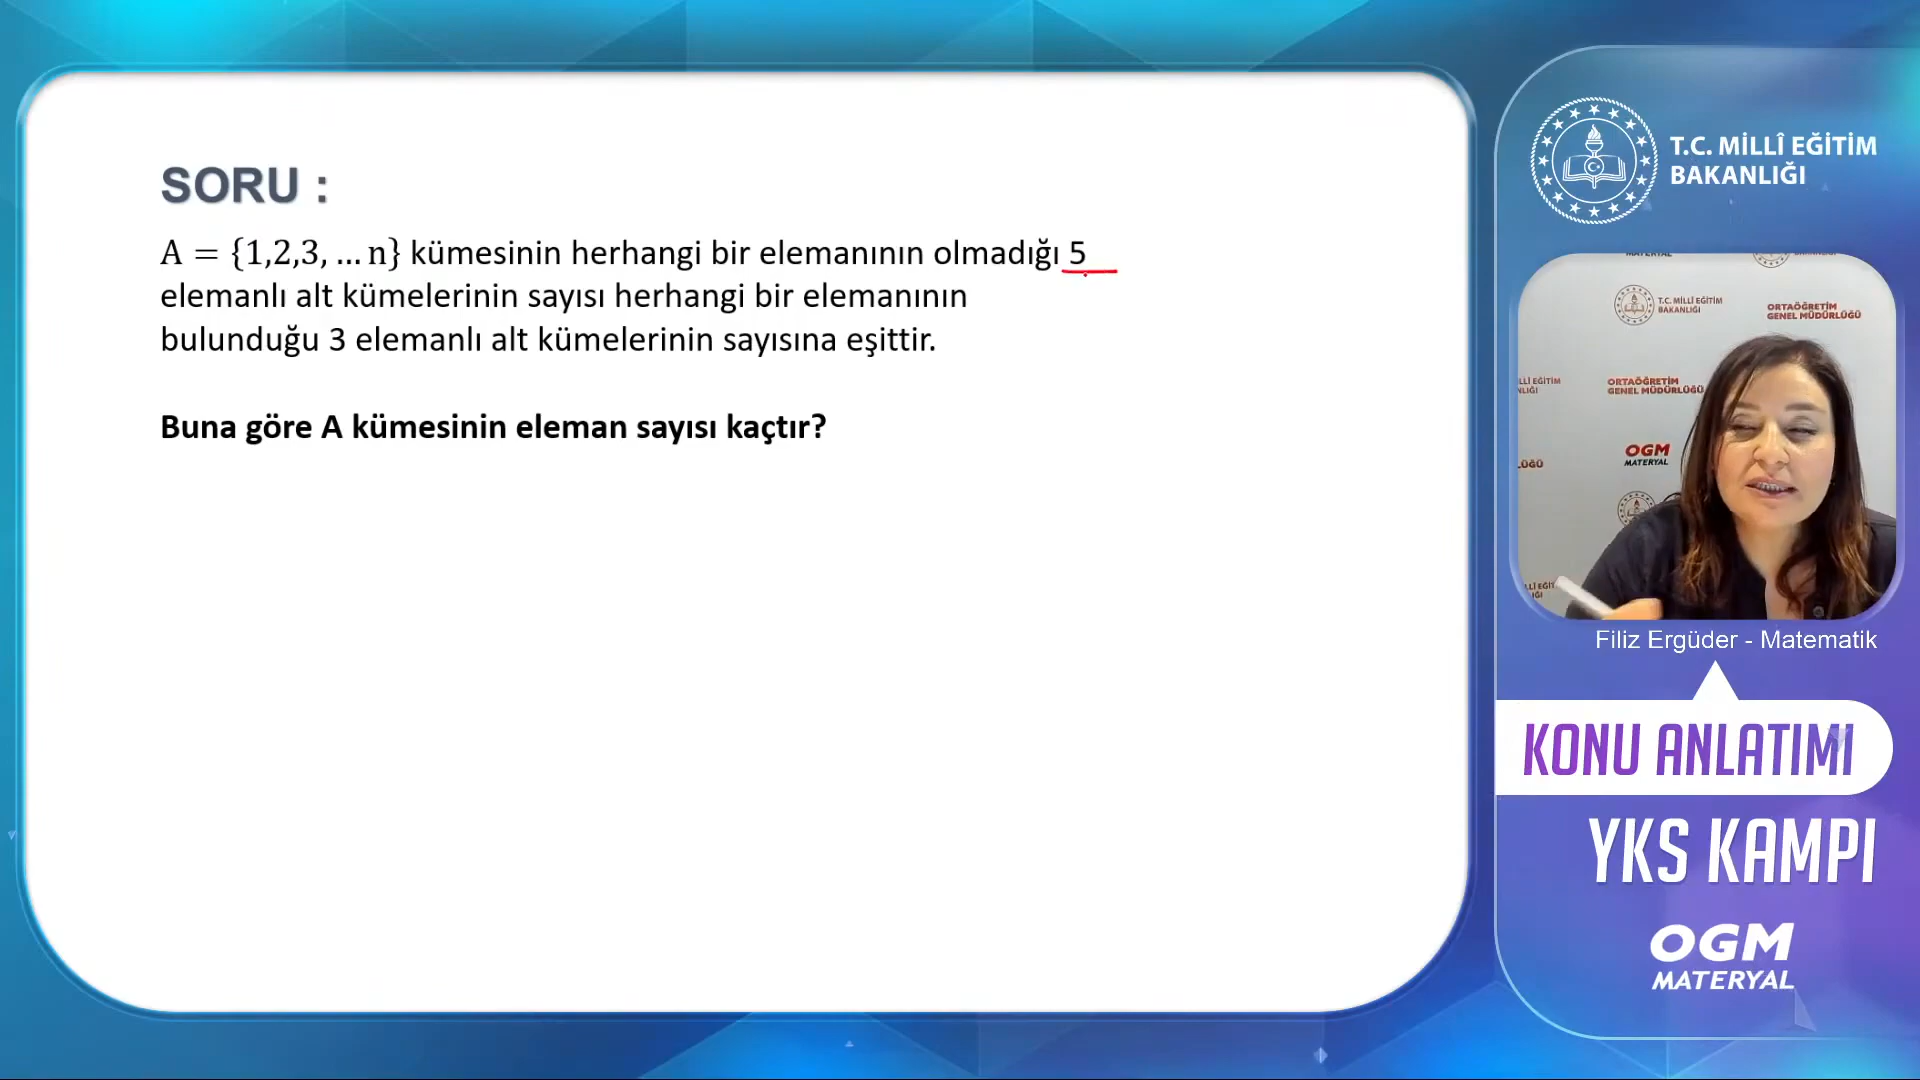 SORU :
A = {1,2,3, ... n} kümesinin herhangi bir elemanının olmadığı 5
elemanlı alt kümelerinin sayısı herhangi bir elemanının
bulunduğu 3 elemanlı alt kümelerinin sayısına eşittir.
Buna göre A kümesinin eleman sayısı kaçtır?
T.C. MİLLÎ EĞİTİM
BAKANLIĞI
T.C. MİLLÎ EĞİTİM
BAKANLIĞI
ORTAÖĞRETİM
GENEL MÜDÜRLÜĞÜ
ORTAÖĞRETİM
GENEL MÜDÜRLÜĞÜ
OGM
MATERYAL
Filiz Ergüder - Matematik
KONU ANLATIMI
YKS KAMPI
OGM
MATERYAL